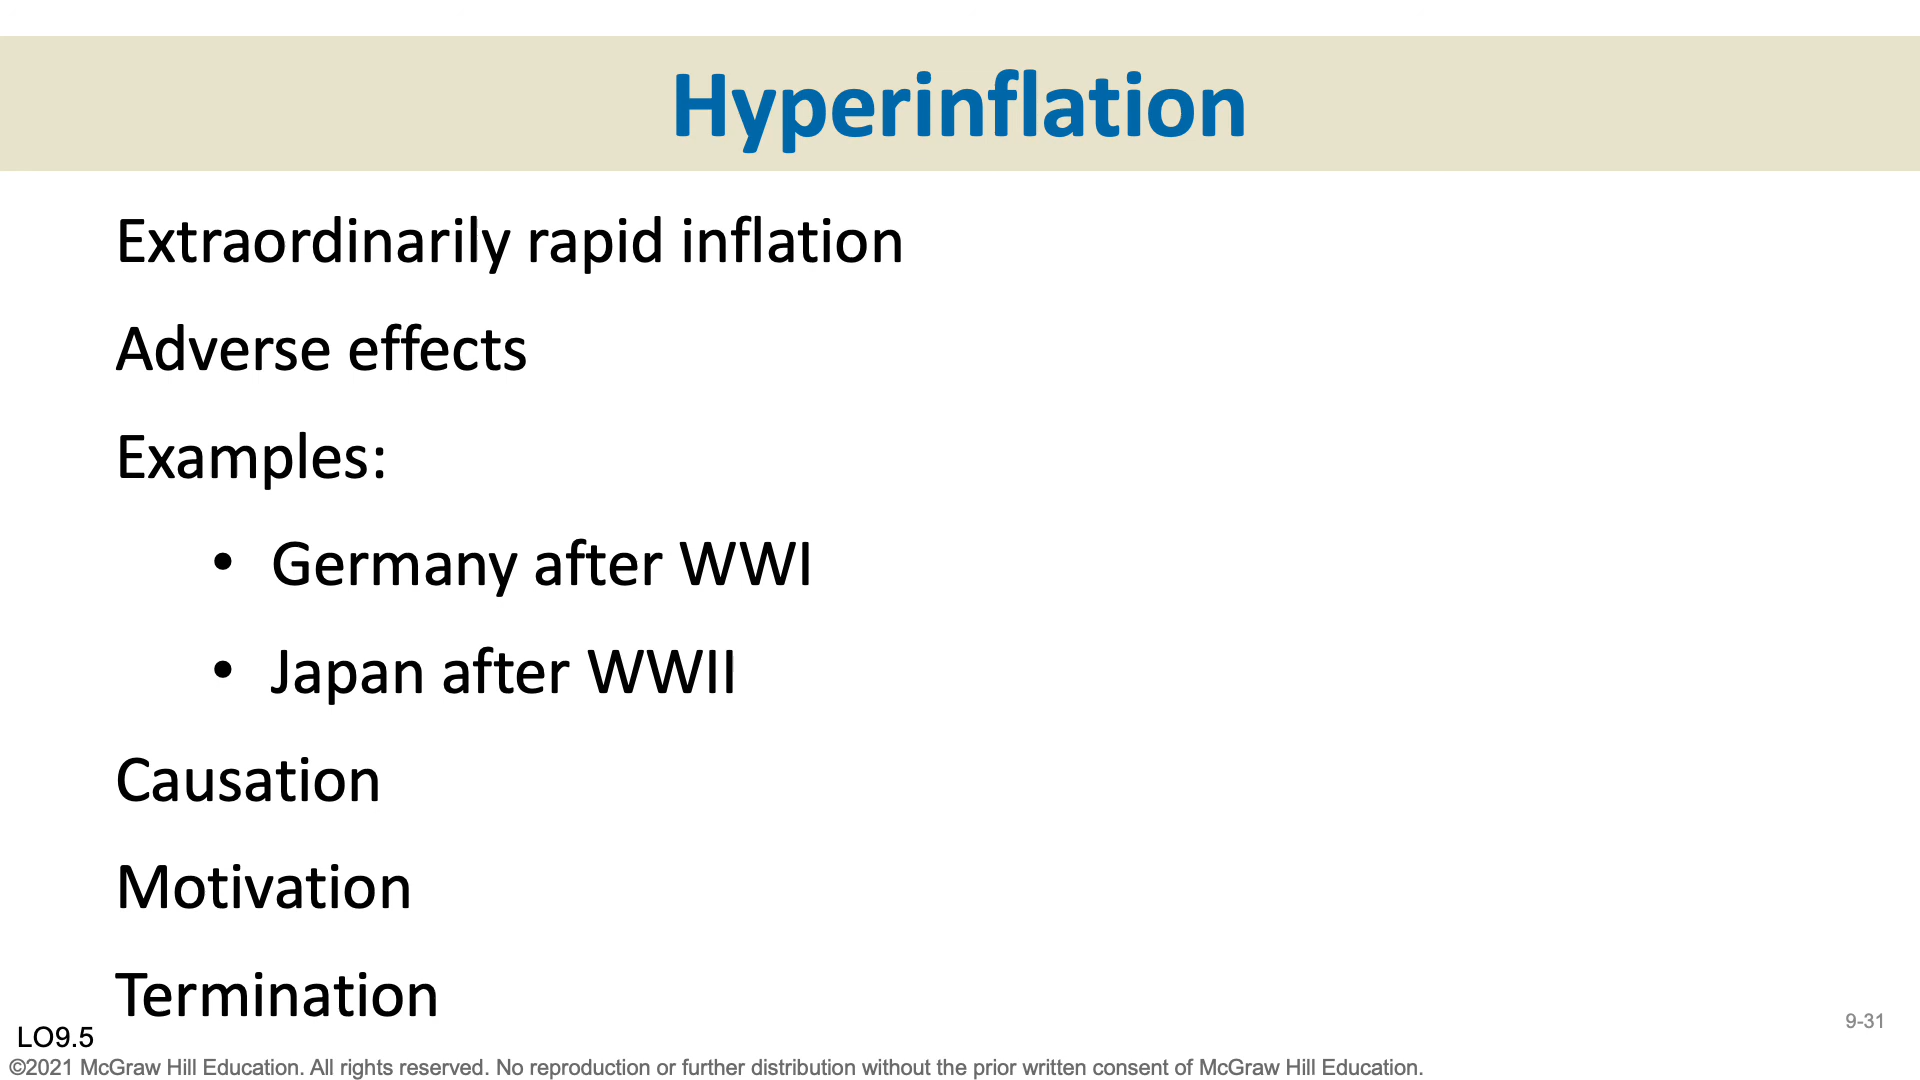 Hyperinflation
Extraordinarily rapid inflation
Adverse effects
Examples:
• Germany after WWI
• Japan after WWII
Causation
Motivation
Termination
LO9.5
9-31
©2021 McGraw Hill Education. All rights reserved. No reproduction or further distribution without the prior written consent of McGraw Hill Education.